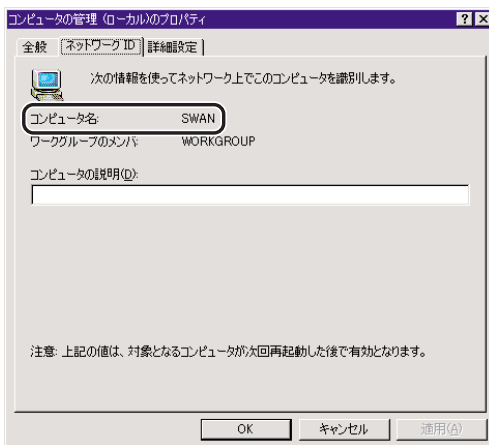 コンピュータの管理 (ローカル)のプロパティ
全般 ネットワーク ID 詳細設定
次の情報を使ってネットワーク上でこのコンピュータを識別します。
コンピュータ名: SWAN
ワークグループのメンバ: WORKGROUP
コンピュータの説明(D):
注意: 上記の値は、対象となるコンピュータが次回再起動した後で有効となります。
OK キャンセル 適用(A)